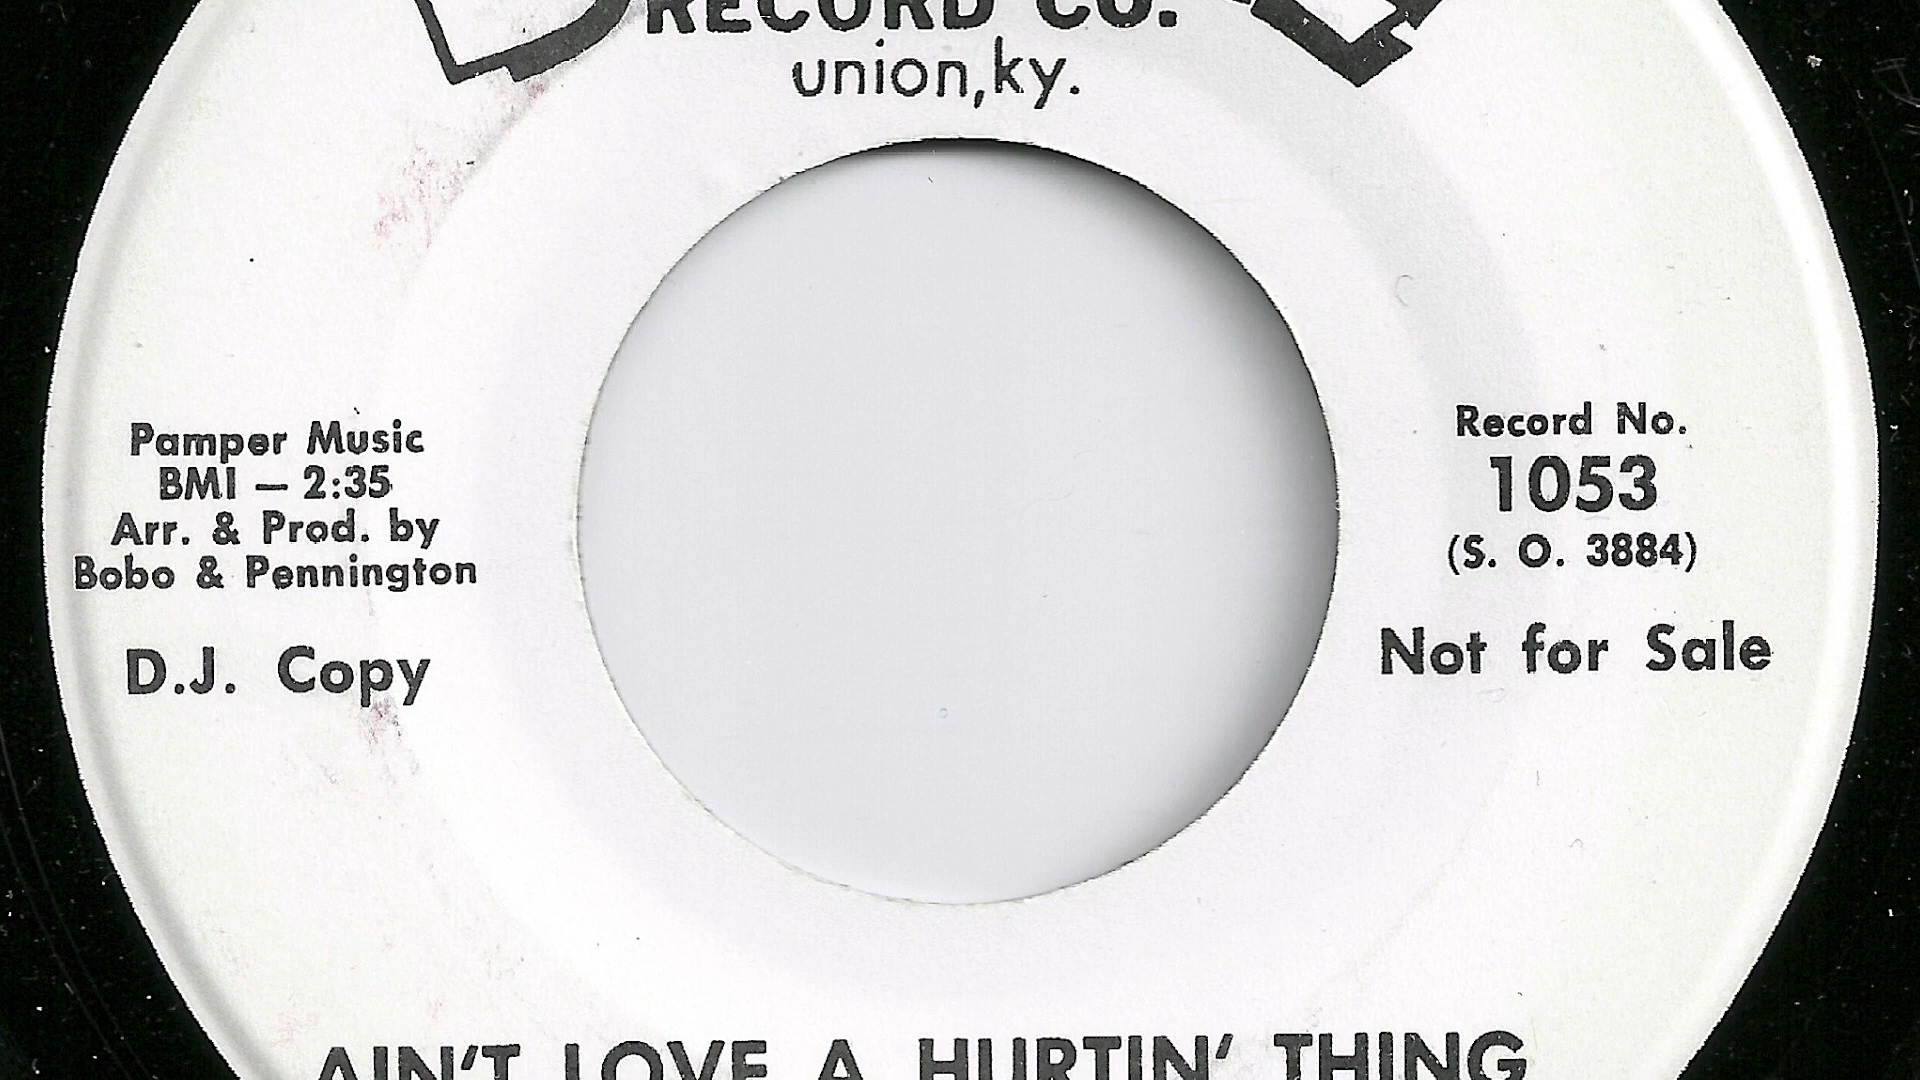 RECORD CO.
union,ky.
Pamper Music
BMI — 2:35
Arr. & Prod. by
Bobo & Pennington
D.J. Copy
Record No.
1053
(S. O. 3884)
Not for Sale
AIN'T LOVE A HURTIN' THING